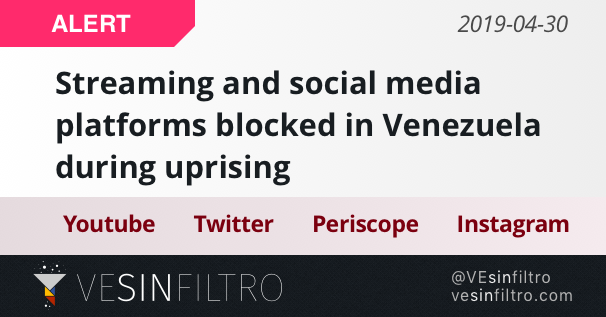 ALERT
2019-04-30
Streaming and social media
platforms blocked in Venezuela
during uprising
Youtube Twitter Periscope Instagram
VESINFILTRO
@VEsinfiltro
vesinfiltro.com